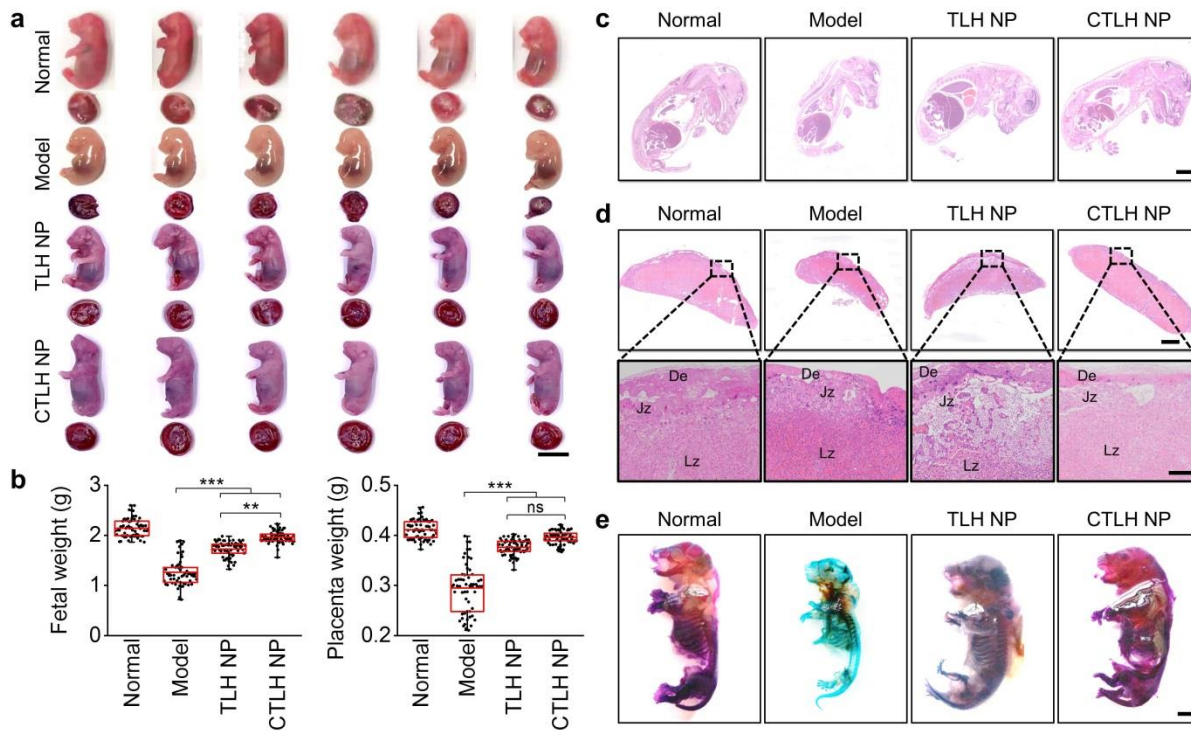 a
Normal
Model
TLH NP
CTLH NP
b
Fetal weight (g)
3
2
1
0
***
**
Normal
Model
TLH NP
CTLH NP
Placenta weight (g)
0.5
0.4
0.3
0.2
***
ns
Normal
Model
TLH NP
CTLH NP
c
Normal Model TLH NP CTLH NP
d
Normal Model TLH NP CTLH NP
De De De De
Jz Jz Jz Jz
Lz Lz Lz Lz
e
Normal Model TLH NP CTLH NP